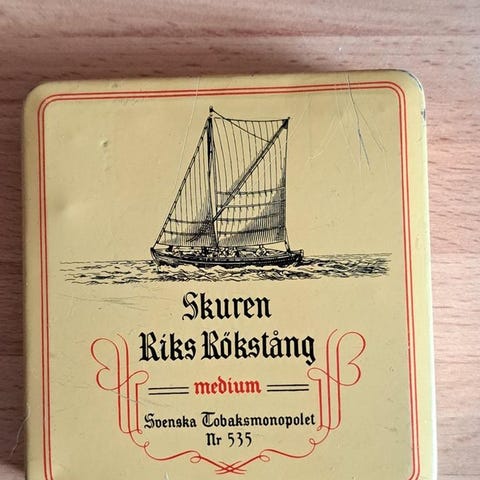 Skuren
Riks Rökstång
medium
Svenska Tobaksmonopolet
Nr 535